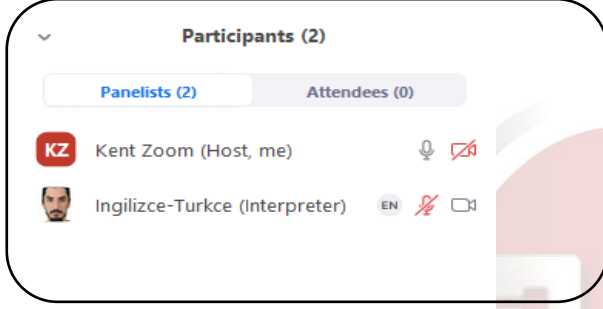 Participants (2)
Panelists (2) Attendees (0)
KZ Kent Zoom (Host, me)
Ingilizce-Turkce (Interpreter) EN